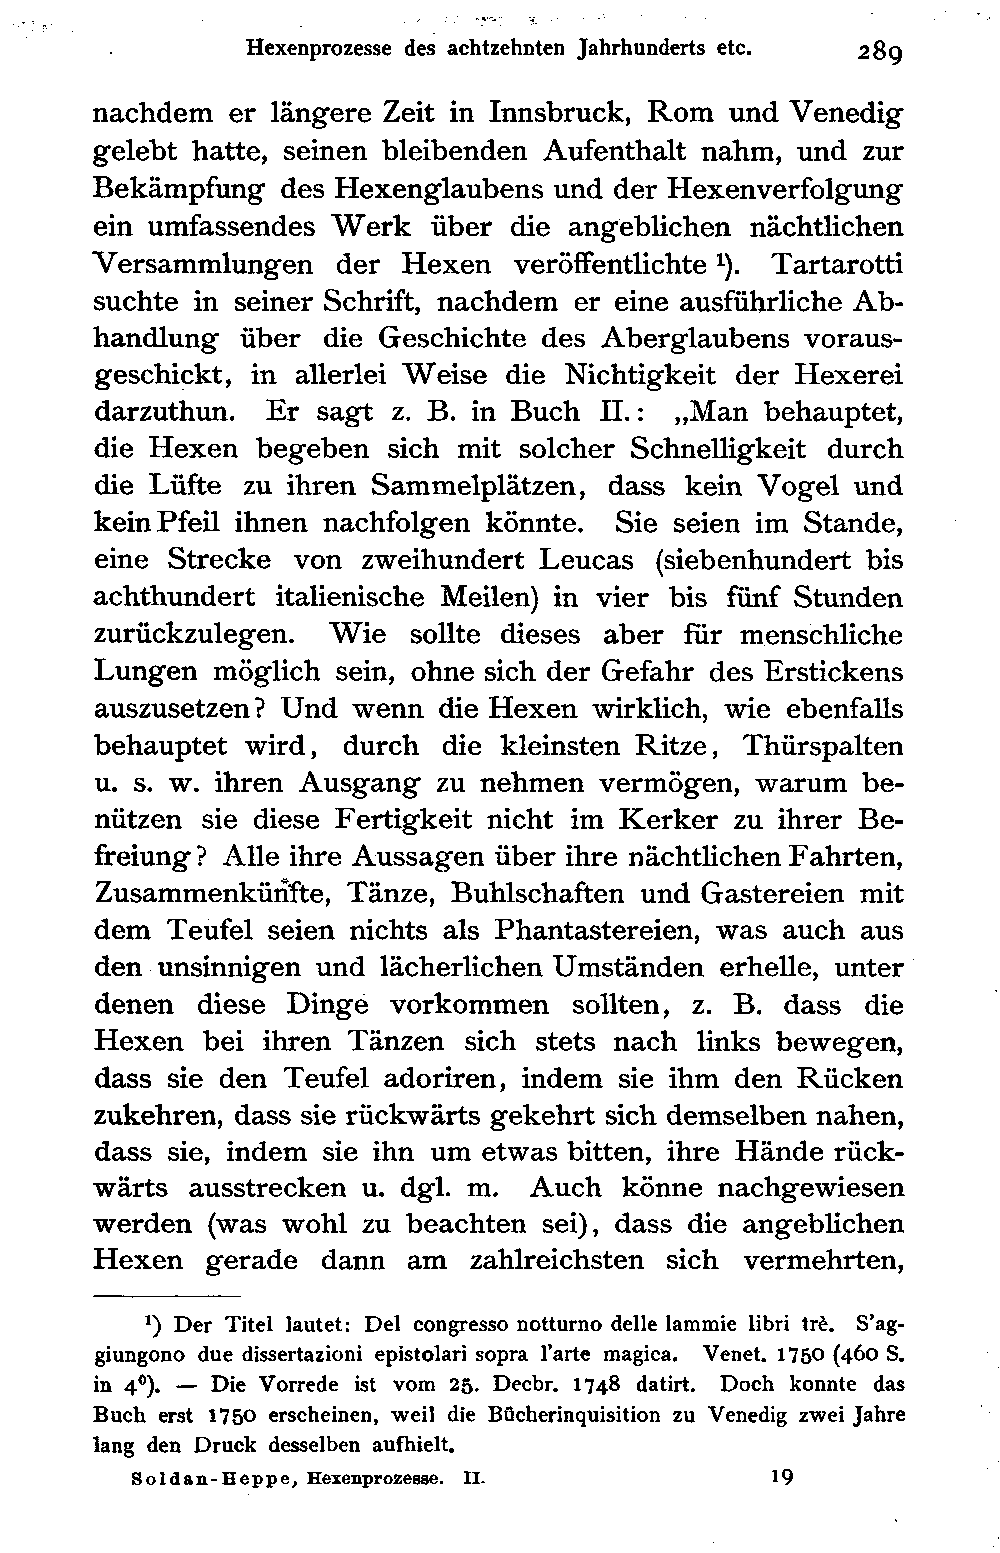 Hexenprozesse des achtzehnten Jahrhunderts etc. 289
nachdem er längere Zeit in Innsbruck, Rom und Venedig
gelebt hatte, seinen bleibenden Aufenthalt nahm, und zur
Bekämpfung des Hexenglaubens und der Hexenverfolgung
ein umfassendes Werk über die angeblichen nächtlichen
Versammlungen der Hexen veröffentlichte ¹). Tartarotti
suchte in seiner Schrift, nachdem er eine ausführliche Ab-
handlung über die Geschichte des Aberglaubens voraus-
geschickt, in allerlei Weise die Nichtigkeit der Hexerei
darzuthun. Er sagt z. B. in Buch II.: „Man behauptet,
die Hexen begeben sich mit solcher Schnelligkeit durch
die Lüfte zu ihren Sammelplätzen, dass kein Vogel und
kein Pfeil ihnen nachfolgen könnte. Sie seien im Stande,
eine Strecke von zweihundert Leucas (siebenhundert bis
achthundert italienische Meilen) in vier bis fünf Stunden
zurückzulegen. Wie sollte dieses aber für menschliche
Lungen möglich sein, ohne sich der Gefahr des Erstickens
auszusetzen? Und wenn die Hexen wirklich, wie ebenfalls
behauptet wird, durch die kleinsten Ritze, Thürspalten
u. s. w. ihren Ausgang zu nehmen vermögen, warum be-
nützen sie diese Fertigkeit nicht im Kerker zu ihrer Be-
freiung? Alle ihre Aussagen über ihre nächtlichen Fahrten,
Zusammenkünfte, Tänze, Buhlschaften und Gastereien mit
dem Teufel seien nichts als Phantastereien, was auch aus
den unsinnigen und lächerlichen Umständen erhelle, unter
denen diese Dinge vorkommen sollten, z. B. dass die
Hexen bei ihren Tänzen sich stets nach links bewegen,
dass sie den Teufel adoriren, indem sie ihm den Rücken
zukehren, dass sie rückwärts gekehrt sich demselben nahen,
dass sie, indem sie ihn um etwas bitten, ihre Hände rück-
wärts ausstrecken u. dgl. m. Auch könne nachgewiesen
werden (was wohl zu beachten sei), dass die angeblichen
Hexen gerade dann am zahlreichsten sich vermehrten,
¹) Der Titel lautet: Del congresso notturno delle lammie libri trè. S'ag-
giungono due dissertazioni epistolari sopra l'arte magica. Venet. 1750 (460 S.
in 4⁰). — Die Vorrede ist vom 25. Decbr. 1748 datirt. Doch konnte das
Buch erst 1750 erscheinen, weil die Bücherinquisition zu Venedig zwei Jahre
lang den Druck desselben aufhielt.
Soldan-Heppe, Hexenprozesse. II. 19